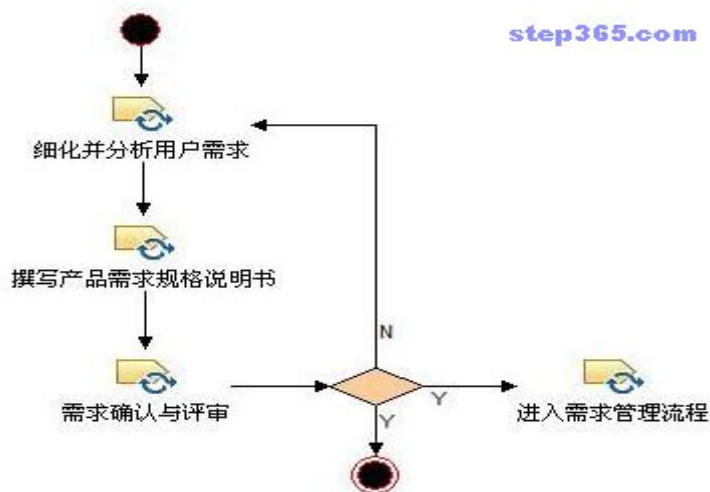 step365.com
细化并分析用户需求
撰写产品需求规格说明书
N
需求确认与评审
Y
Y
进入需求管理流程